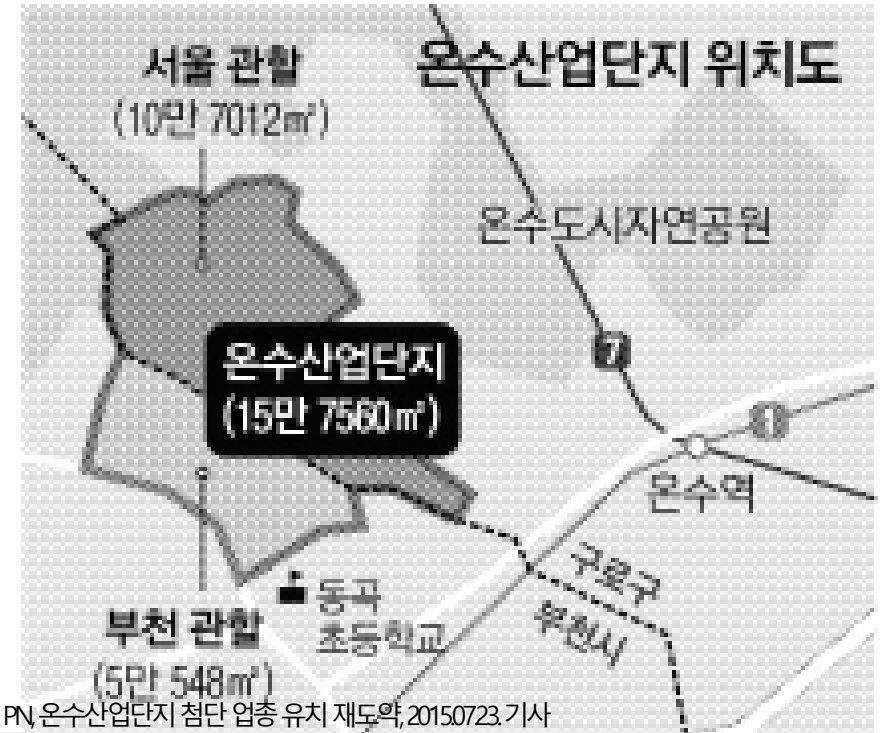 온수산업단지 위치도
서울 관할
(10만 7012㎡)
온수도시자연공원
7
온수산업단지
(15만 7560㎡)
1
온수역
구로구
부천시
동곡
초등학교
부천 관할
(5만 548㎡)
PN, 온수산업단지 첨단 업종 유치 재도약, 2015.07.23. 기사